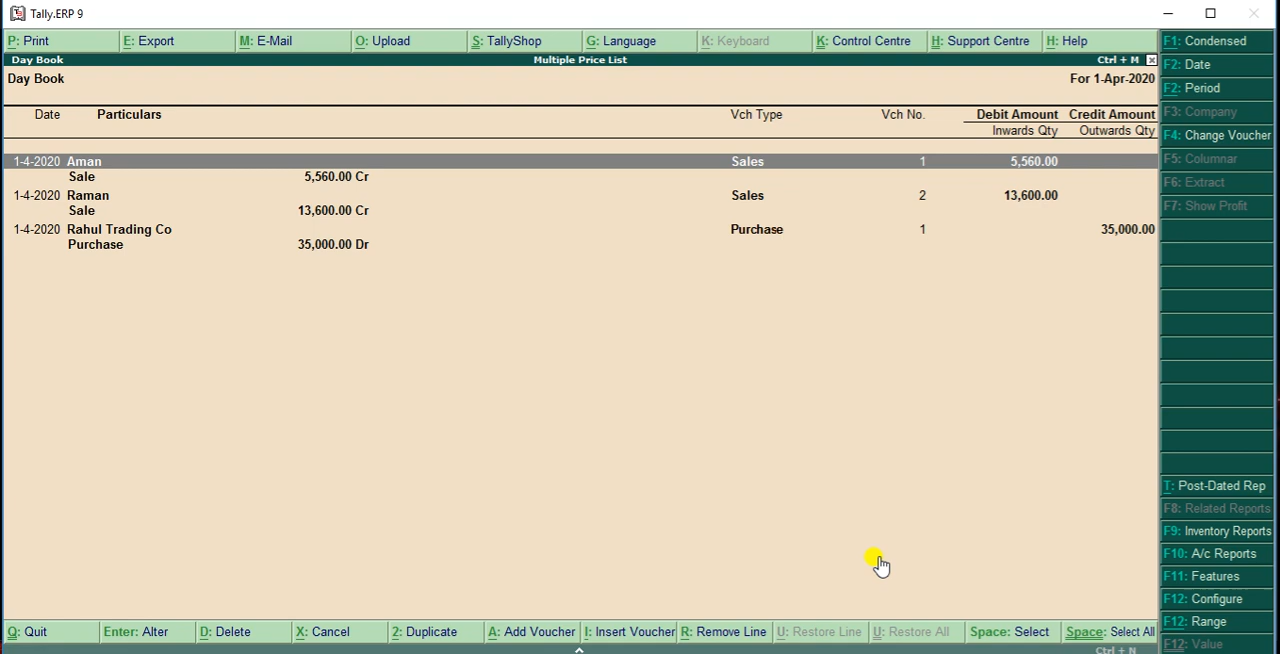 Tally.ERP 9
P: Print E: Export M: E-Mail O: Upload S: TallyShop G: Language K: Keyboard K: Control Centre H: Support Centre H: Help
Day Book Multiple Price List Ctrl + M
Day Book For 1-Apr-2020
Date Particulars Vch Type Vch No. Debit Amount Credit Amount
Inwards Qty Outwards Qty
1-4-2020 Aman Sales 1 5,560.00
Sale 5,560.00 Cr
1-4-2020 Raman Sales 2 13,600.00
Sale 13,600.00 Cr
1-4-2020 Rahul Trading Co Purchase 1 35,000.00
Purchase 35,000.00 Dr
F1: Condensed
F2: Date
F2: Period
F3: Company
F4: Change Voucher
F5: Columnar
F6: Extract
F7: Show Profit
T: Post-Dated Rep
F8: Related Reports
F9: Inventory Reports
F10: A/c Reports
F11: Features
F12: Configure
F12: Range
F12: Value
Q: Quit Enter: Alter D: Delete X: Cancel 2: Duplicate A: Add Voucher I: Insert Voucher R: Remove Line U: Restore Line U: Restore All Space: Select Space: Select All
Ctrl + N